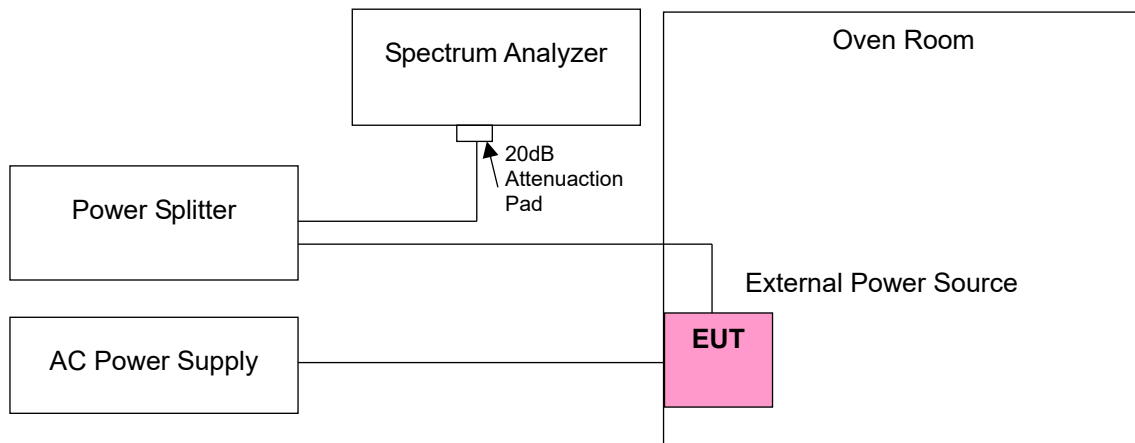 Spectrum Analyzer
Oven Room
20dB
Attenuaction
Pad
Power Splitter
External Power Source
EUT
AC Power Supply